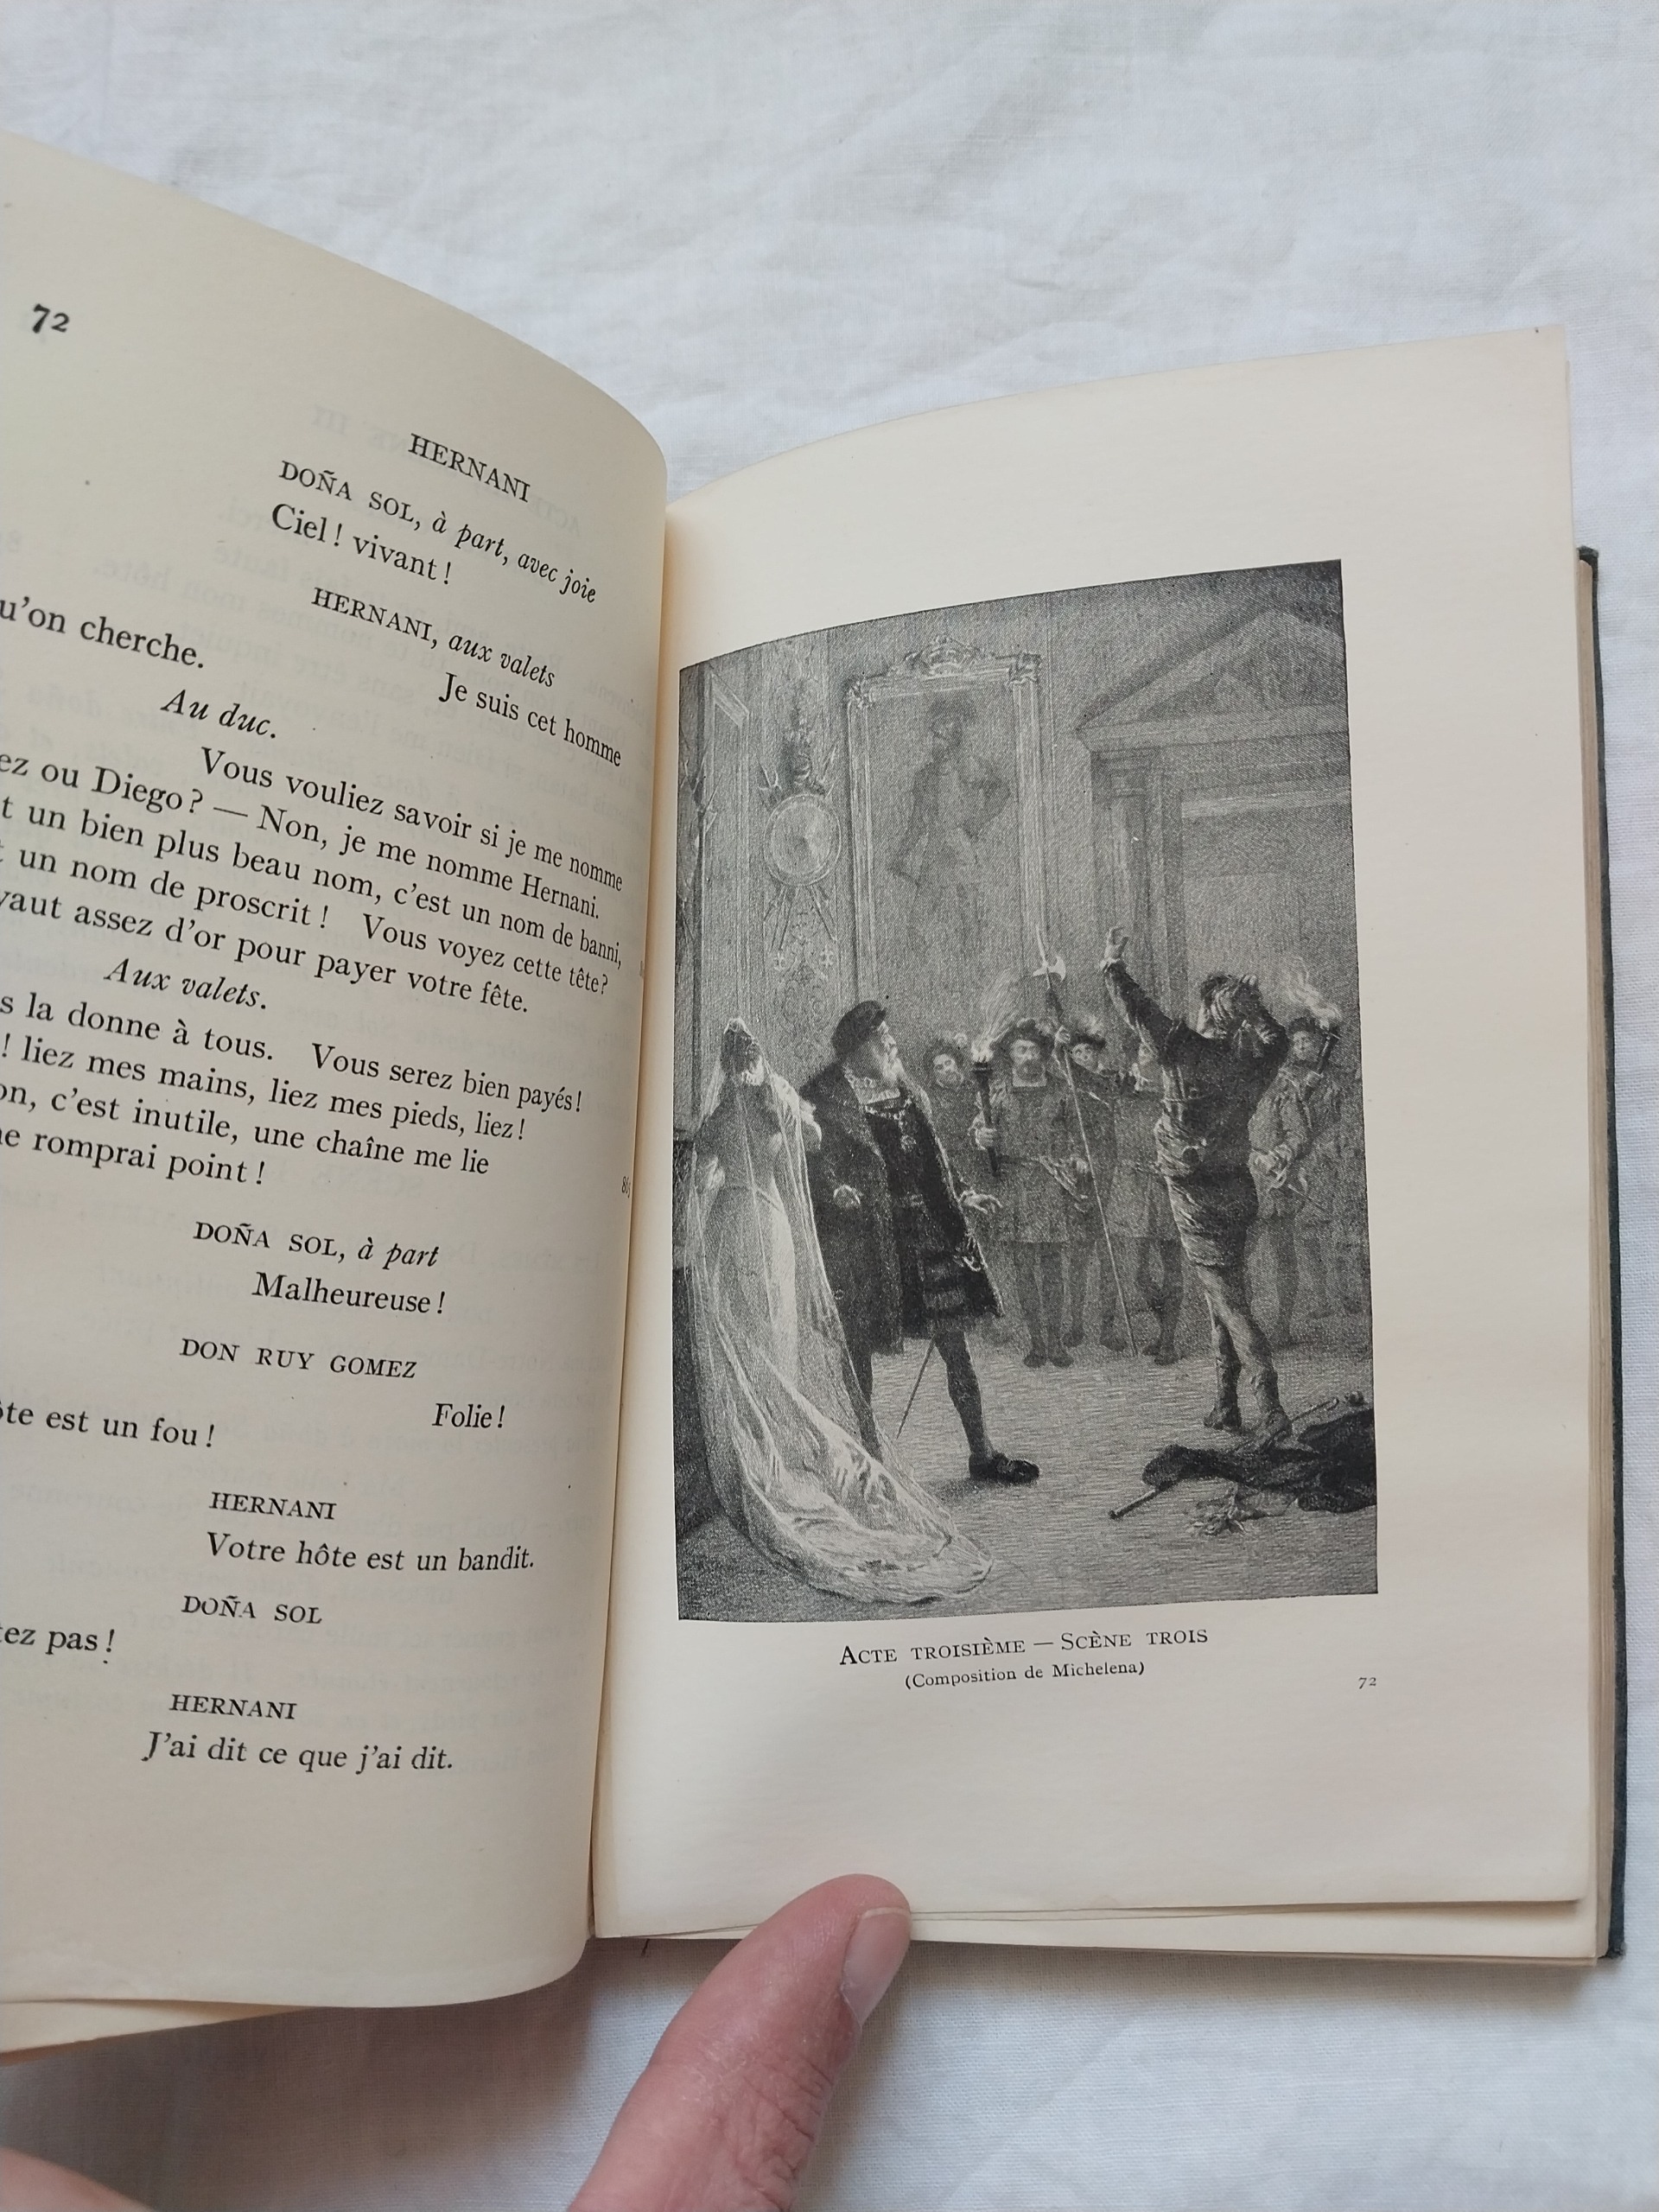 72
HERNANI
DOÑA SOL, à part, avec joie
Ciel! vivant!
HERNANI, aux valets
Je suis cet homme
u'on cherche.
Au duc.
Vous vouliez savoir si je me nomme
ez ou Diego? — Non, je me nomme Hernani.
t un bien plus beau nom, c'est un nom de banni,
t un nom de proscrit! Vous voyez cette tête?
vaut assez d'or pour payer votre fête.
Aux valets.
s la donne à tous. Vous serez bien payés!
! liez mes mains, liez mes pieds, liez!
on, c'est inutile, une chaîne me lie
ne romprai point!
DOÑA SOL, à part
Malheureuse!
DON RUY GOMEZ
Folie!
ôte est un fou!
HERNANI
Votre hôte est un bandit.
DOÑA SOL
tez pas!
HERNANI
J'ai dit ce que j'ai dit.
ACTE TROISIÈME — SCÈNE TROIS
(Composition de Michelena)
72